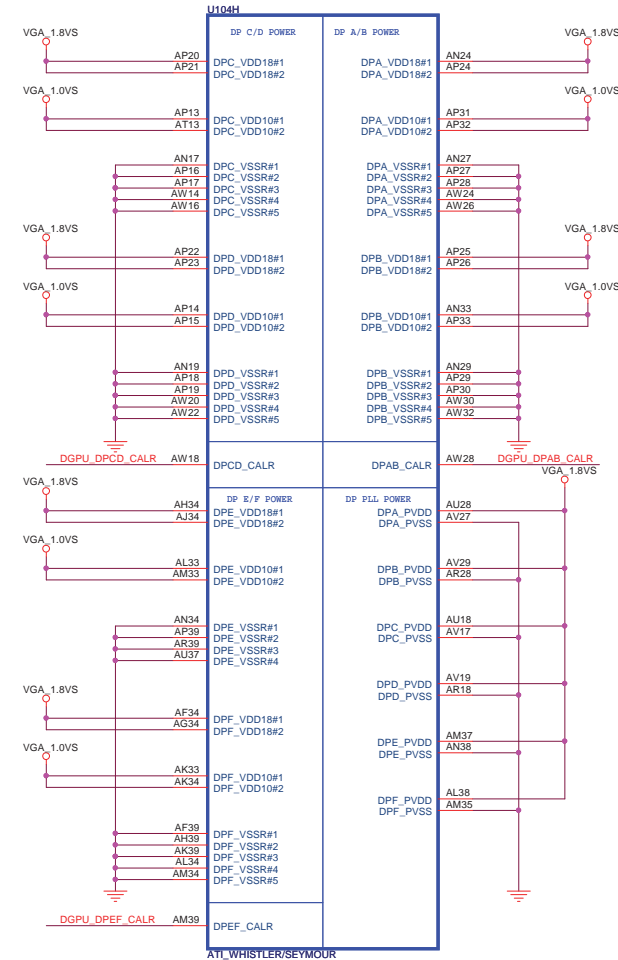 U104H
DP C/D POWER
DP A/B POWER
VGA_1.8VS
AP20 DPC_VDD18#1
AP21 DPC_VDD18#2
VGA_1.0VS
AP13 DPC_VDD10#1
AT13 DPC_VDD10#2
AN17 DPC_VSSR#1
AP16 DPC_VSSR#2
AP17 DPC_VSSR#3
AW14 DPC_VSSR#4
AW16 DPC_VSSR#5
VGA_1.8VS
AP22 DPD_VDD18#1
AP23 DPD_VDD18#2
VGA_1.0VS
AP14 DPD_VDD10#1
AP15 DPD_VDD10#2
AN19 DPD_VSSR#1
AP18 DPD_VSSR#2
AP19 DPD_VSSR#3
AW20 DPD_VSSR#4
AW22 DPD_VSSR#5
DGPU_DPCD_CALR AW18 DPCD_CALR
VGA_1.8VS
DPA_VDD18#1 AN24
DPA_VDD18#2 AP24
VGA_1.0VS
DPA_VDD10#1 AP31
DPA_VDD10#2 AP32
DPA_VSSR#1 AN27
DPA_VSSR#2 AP27
DPA_VSSR#3 AP28
DPA_VSSR#4 AW24
DPA_VSSR#5 AW26
VGA_1.8VS
DPB_VDD18#1 AP25
DPB_VDD18#2 AP26
VGA_1.0VS
DPB_VDD10#1 AN33
DPB_VDD10#2 AP33
DPB_VSSR#1 AN29
DPB_VSSR#2 AP29
DPB_VSSR#3 AP30
DPB_VSSR#4 AW30
DPB_VSSR#5 AW32
DPAB_CALR AW28 DGPU_DPAB_CALR
DP E/F POWER
VGA_1.8VS
AH34 DPE_VDD18#1
AJ34 DPE_VDD18#2
VGA_1.0VS
AL33 DPE_VDD10#1
AM33 DPE_VDD10#2
AN34 DPE_VSSR#1
AP39 DPE_VSSR#2
AR39 DPE_VSSR#3
AU37 DPE_VSSR#4
VGA_1.8VS
AF34 DPF_VDD18#1
AG34 DPF_VDD18#2
VGA_1.0VS
AK33 DPF_VDD10#1
AK34 DPF_VDD10#2
AF39 DPF_VSSR#1
AH39 DPF_VSSR#2
AK39 DPF_VSSR#3
AL34 DPF_VSSR#4
AM34 DPF_VSSR#5
DGPU_DPEF_CALR AM39 DPEF_CALR
DP PLL POWER
VGA_1.8VS
DPA_PVDD AU28
DPA_PVSS AV27
DPB_PVDD AV29
DPB_PVSS AR28
DPC_PVDD AU18
DPC_PVSS AV17
DPD_PVDD AV19
DPD_PVSS AR18
DPE_PVDD AM37
DPE_PVSS AN38
DPF_PVDD AL38
DPF_PVSS AM35
ATI_WHISTLER/SEYMOUR